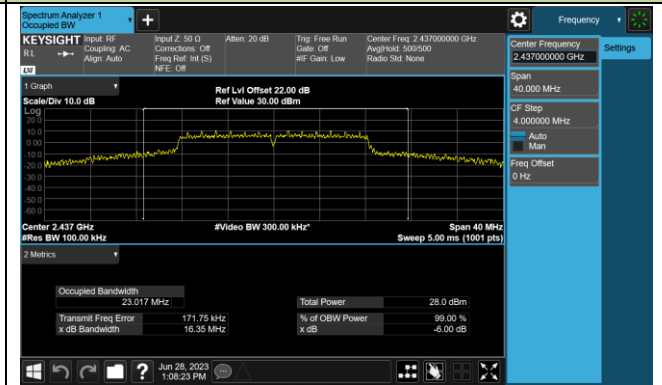 Spectrum Analyzer 1
Occupied BW
Frequency
KEYSIGHT
RL
LXI
Input: RF
Coupling: AC
Align: Auto
Input Z: 50 Ω
Corrections: Off
Freq Ref: Int (S)
NFE: Off
Atten: 20 dB
Trig: Free Run
Gate: Off
#IF Gain: Low
Center Freq: 2.437000000 GHz
Avg|Hold: 500/500
Radio Std: None
Center Frequency
2.437000000 GHz
Settings
Span
40.000 MHz
CF Step
4.000000 MHz
Auto
Man
Freq Offset
0 Hz
1 Graph
Scale/Div 10.0 dB
Ref Lvl Offset 22.00 dB
Ref Value 30.00 dBm
Log
20.0
10.0
0.00
-10.0
-20.0
-30.0
-40.0
-50.0
-60.0
Center 2.437 GHz
#Res BW 100.00 kHz
#Video BW 300.00 kHz*
Span 40 MHz
Sweep 5.00 ms (1001 pts)
2 Metrics
Occupied Bandwidth
23.017 MHz
Total Power 28.0 dBm
Transmit Freq Error 171.75 kHz
% of OBW Power 99.00 %
x dB Bandwidth 16.35 MHz
x dB -6.00 dB
?
Jun 28, 2023
1:08:23 PM